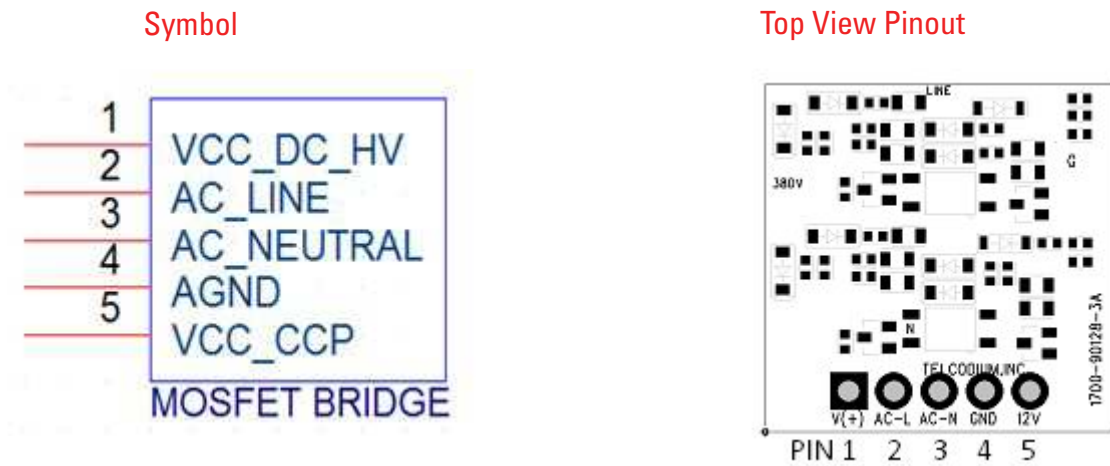 Symbol
1
VCC_DC_HV
2
AC_LINE
3
AC_NEUTRAL
4
AGND
5
VCC_CCP
MOSFET BRIDGE
Top View Pinout
LINE
G
380V
N
TELCODIUM,INC
1700-90128-3A
V(+) AC-L AC-N GND 12V
PIN 1 2 3 4 5